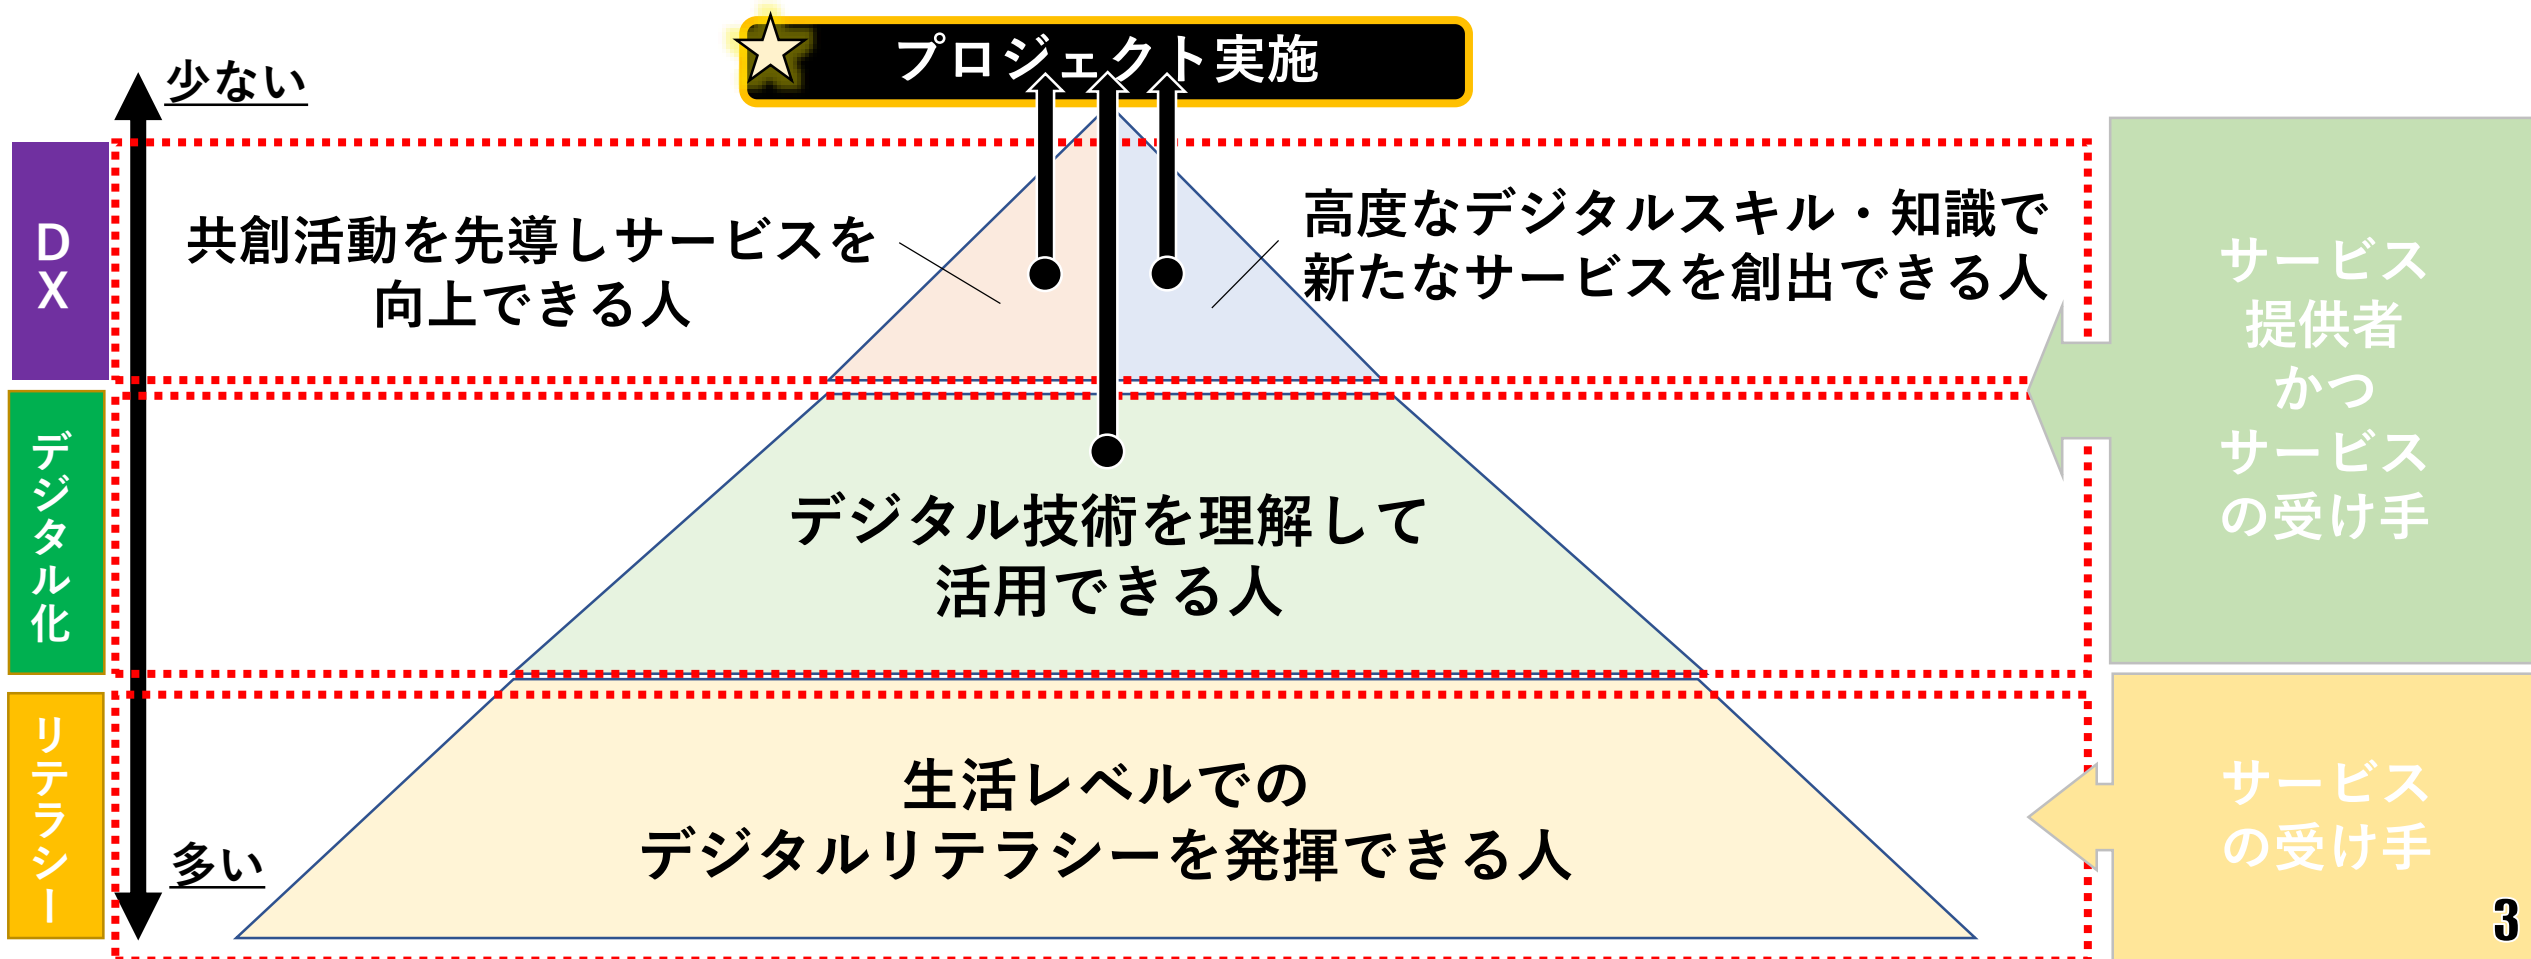 プロジェクト実施
少ない
DX
共創活動を先導しサービスを
向上できる人
高度なデジタルスキル・知識で
新たなサービスを創出できる人
サービス
提供者
かつ
サービス
の受け手
デジタル化
デジタル技術を理解して
活用できる人
リテラシー
生活レベルでの
デジタルリテラシーを発揮できる人
サービス
の受け手
多い
3